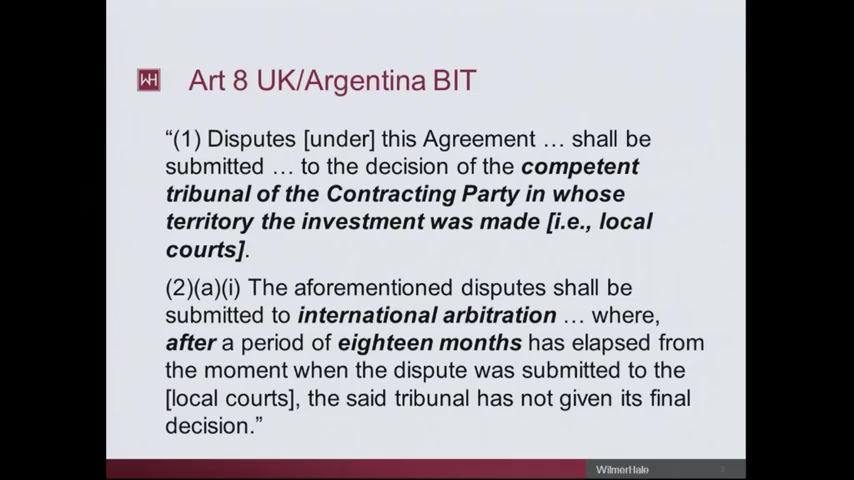 WH
Art 8 UK/Argentina BIT
“(1) Disputes [under] this Agreement … shall be
submitted … to the decision of the competent
tribunal of the Contracting Party in whose
territory the investment was made [i.e., local
courts].
(2)(a)(i) The aforementioned disputes shall be
submitted to international arbitration … where,
after a period of eighteen months has elapsed from
the moment when the dispute was submitted to the
[local courts], the said tribunal has not given its final
decision.”
WilmerHale